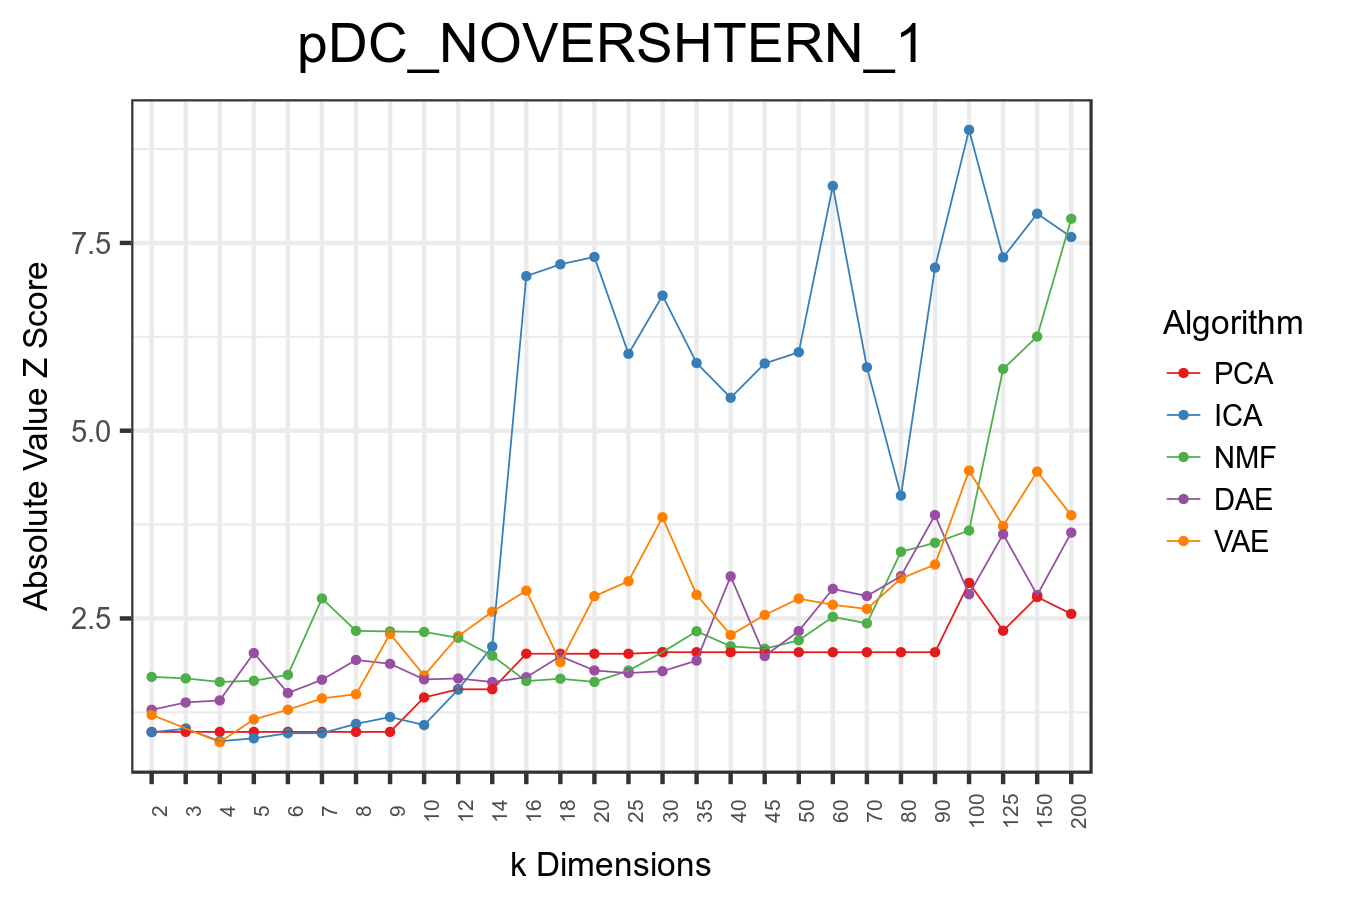 pDC_NOVERSHTERN_1
Absolute Value Z Score
7.5
5.0
2.5
2 3 4 5 6 7 8 9 10 12 14 16 18 20 25 30 35 40 45 50 60 70 80 90 100 125 150 200
k Dimensions
Algorithm
PCA
ICA
NMF
DAE
VAE